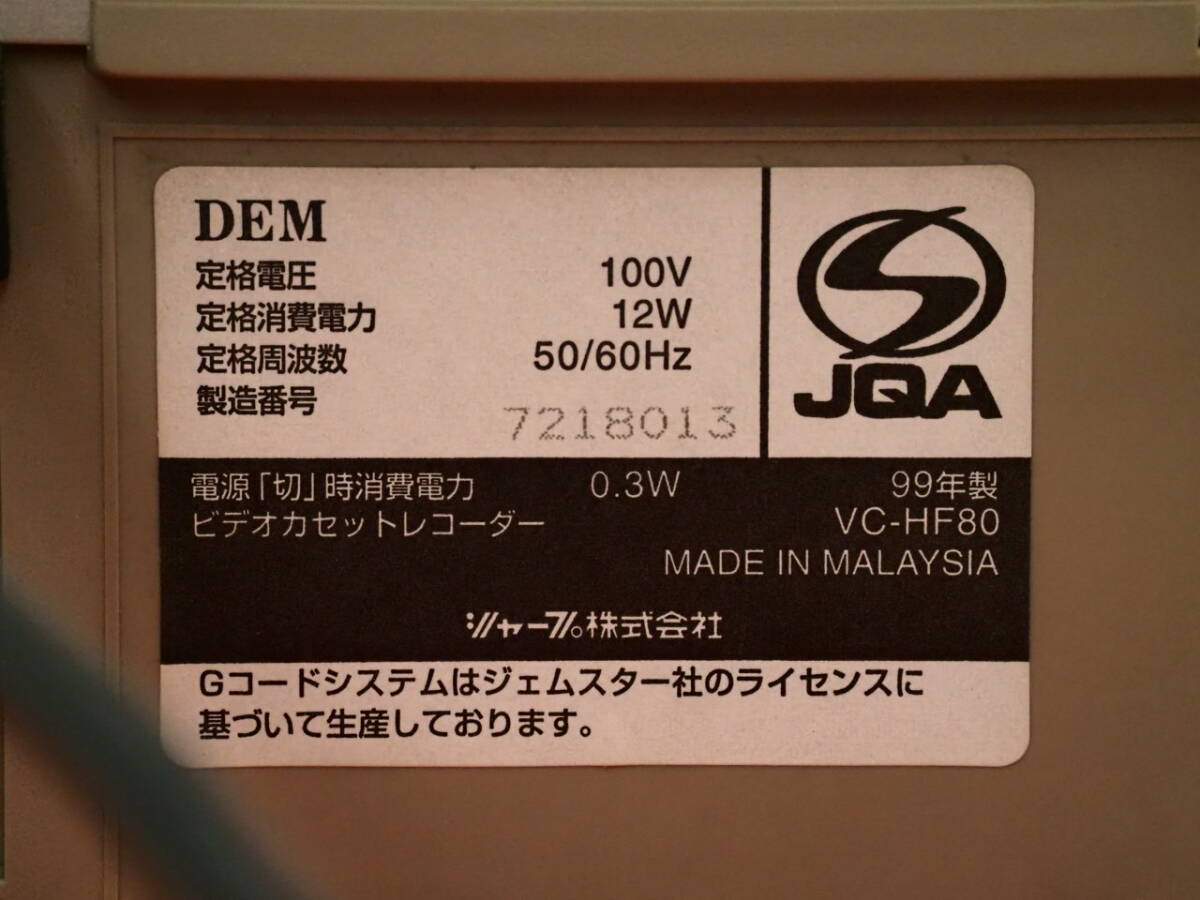 DEM
定格電圧 100V
定格消費電力 12W
定格周波数 50/60Hz
製造番号 7218013
JQA
電源「切」時消費電力 0.3W 99年製
ビデオカセットレコーダー VC-HF80
MADE IN MALAYSIA
シャープ株式会社
Gコードシステムはジェムスター社のライセンスに
基づいて生産しております。